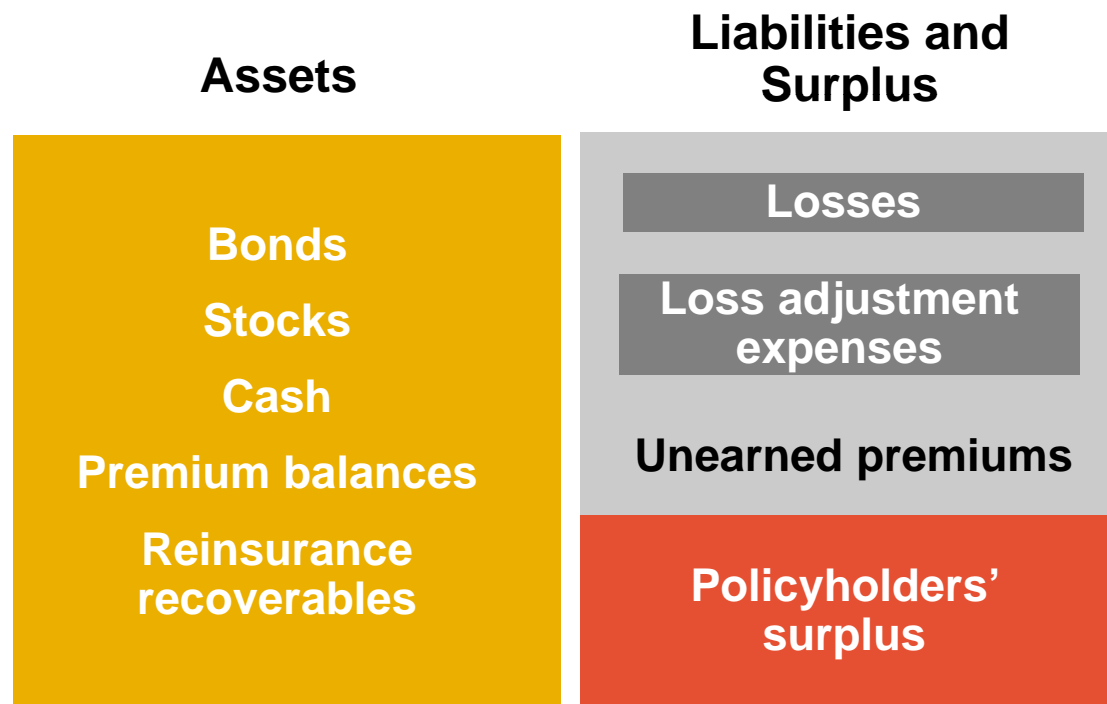 Assets
Bonds
Stocks
Cash
Premium balances
Reinsurance
recoverables
Liabilities and
Surplus
Losses
Loss adjustment
expenses
Unearned premiums
Policyholders’
surplus